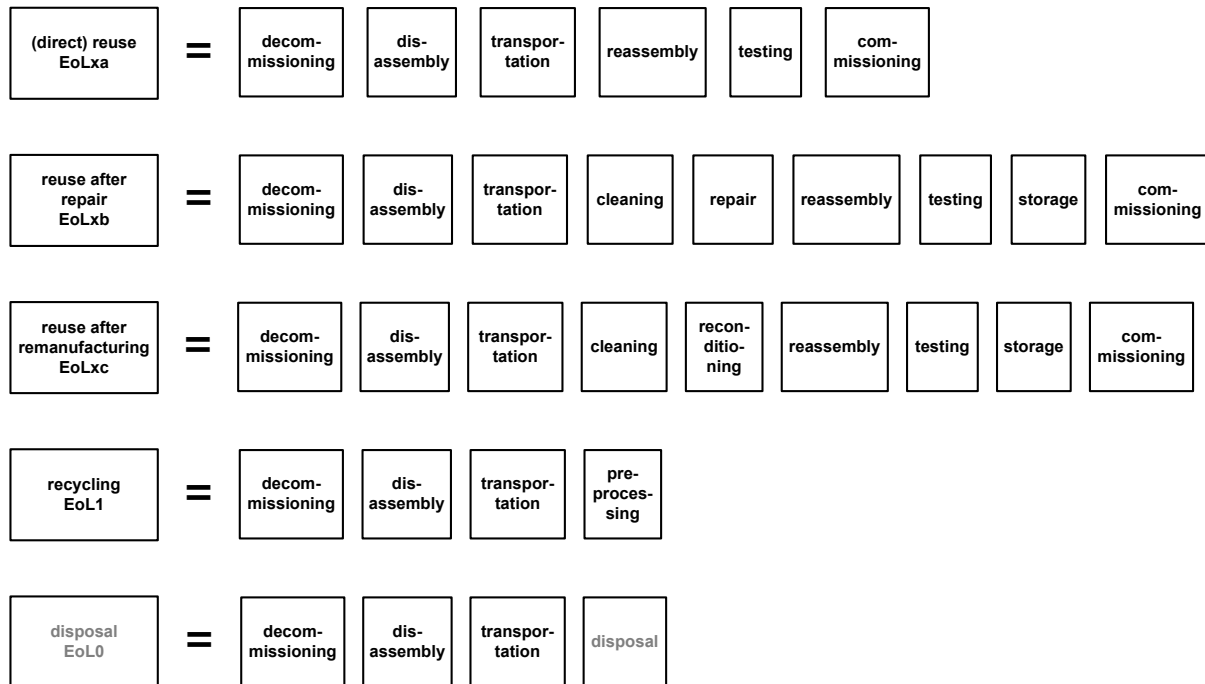 (direct) reuse
EoLxa
=
decom-
missioning
dis-
assembly
transpor-
tation
reassembly
testing
com-
missioning
reuse after
repair
EoLxb
=
decom-
missioning
dis-
assembly
transpor-
tation
cleaning
repair
reassembly
testing
storage
com-
missioning
reuse after
remanufacturing
EoLxc
=
decom-
missioning
dis-
assembly
transpor-
tation
cleaning
recon-
ditio-
ning
reassembly
testing
storage
com-
missioning
recycling
EoL1
=
decom-
missioning
dis-
assembly
transpor-
tation
pre-
proces-
sing
disposal
EoL0
=
decom-
missioning
dis-
assembly
transpor-
tation
disposal